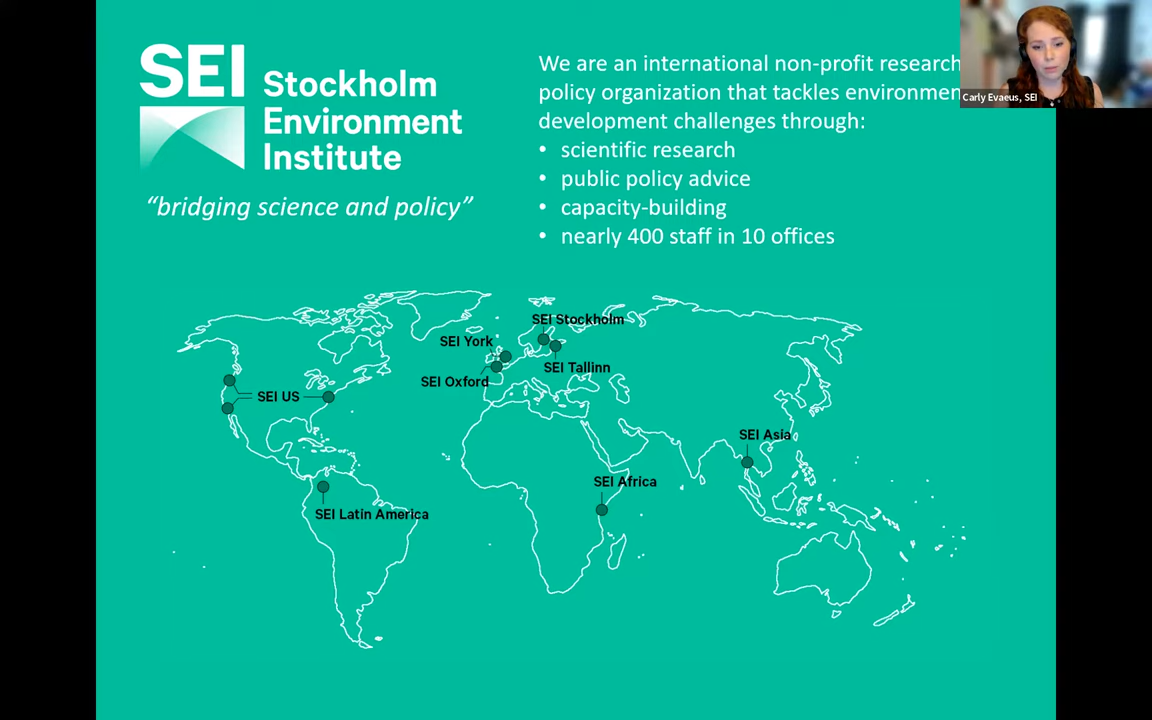 SEI
Stockholm
Environment
Institute
“bridging science and policy”
We are an international non-profit research
policy organization that tackles
development challenges through:
• scientific research
• public policy advice
• capacity-building
• nearly 400 staff in 10 offices
Carly Evaeus, SEI
SEI Stockholm
SEI York
SEI Tallinn
SEI Oxford
SEI US
SEI Asia
SEI Africa
SEI Latin America